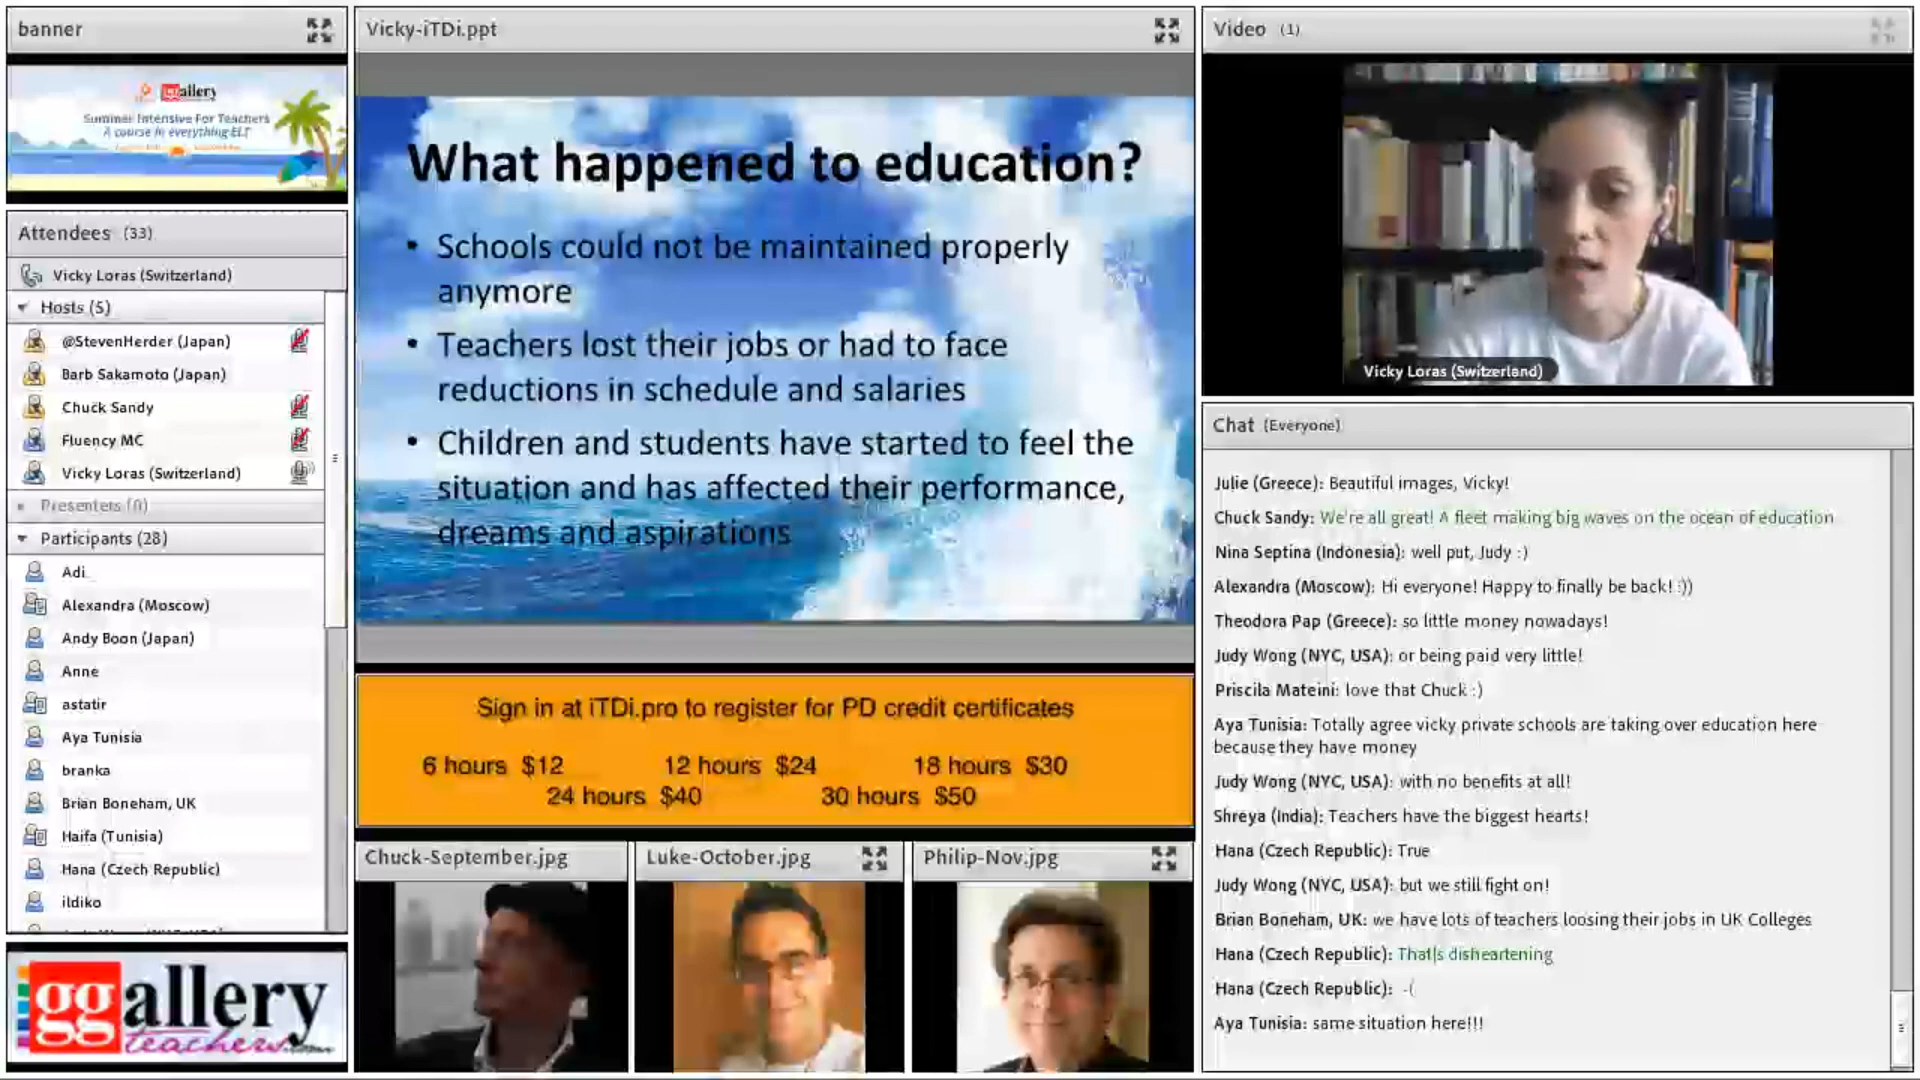 banner
ggallery
Summer Intensive For Teachers
A course in everything ELT
Attendees (33)
Vicky Loras (Switzerland)
Hosts (5)
@StevenHerder (Japan)
Barb Sakamoto (Japan)
Chuck Sandy
Fluency MC
Vicky Loras (Switzerland)
Presenters (0)
Participants (28)
Adi
Alexandra (Moscow)
Andy Boon (Japan)
Anne
astatir
Aya Tunisia
branka
Brian Boneham, UK
Haifa (Tunisia)
Hana (Czech Republic)
ildiko
ggallery
teachers.com
Vicky-iTDi.ppt
What happened to education?
• Schools could not be maintained properly
anymore
• Teachers lost their jobs or had to face
reductions in schedule and salaries
• Children and students have started to feel the
situation and has affected their performance,
dreams and aspirations
Sign in at iTDi.pro to register for PD credit certificates
6 hours $12 12 hours $24 18 hours $30
24 hours $40 30 hours $50
Chuck-September.jpg
Luke-October.jpg
Philip-Nov.jpg
Video (1)
Vicky Loras (Switzerland)
Chat (Everyone)
Julie (Greece): Beautiful images, Vicky!
Chuck Sandy: We're all great! A fleet making big waves on the ocean of education
Nina Septina (Indonesia): well put, Judy :)
Alexandra (Moscow): Hi everyone! Happy to finally be back! :))
Theodora Pap (Greece): so little money nowadays!
Judy Wong (NYC, USA): or being paid very little!
Priscila Mateini: love that Chuck :)
Aya Tunisia: Totally agree vicky private schools are taking over education here
because they have money
Judy Wong (NYC, USA): with no benefits at all!
Shreya (India): Teachers have the biggest hearts!
Hana (Czech Republic): True
Judy Wong (NYC, USA): but we still fight on!
Brian Boneham, UK: we have lots of teachers loosing their jobs in UK Colleges
Hana (Czech Republic): That|s disheartening
Hana (Czech Republic): -(
Aya Tunisia: same situation here!!!